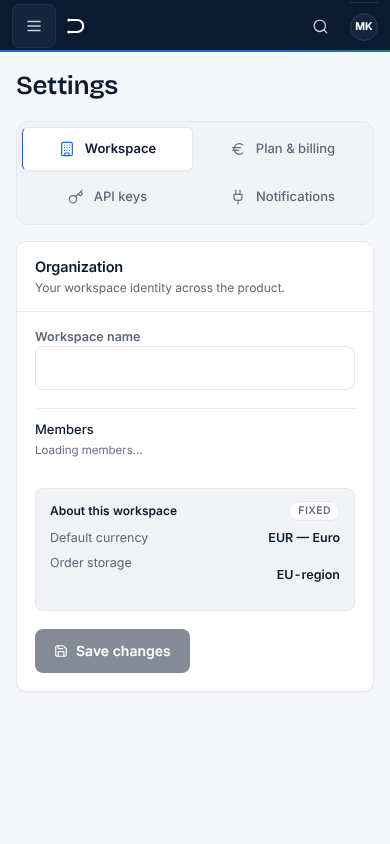 MK
Settings
Workspace
Plan & billing
API keys
Notifications
Organization
Your workspace identity across the product.
Workspace name
Members
Loading members...
About this workspace
FIXED
Default currency
EUR — Euro
Order storage
EU-region
Save changes